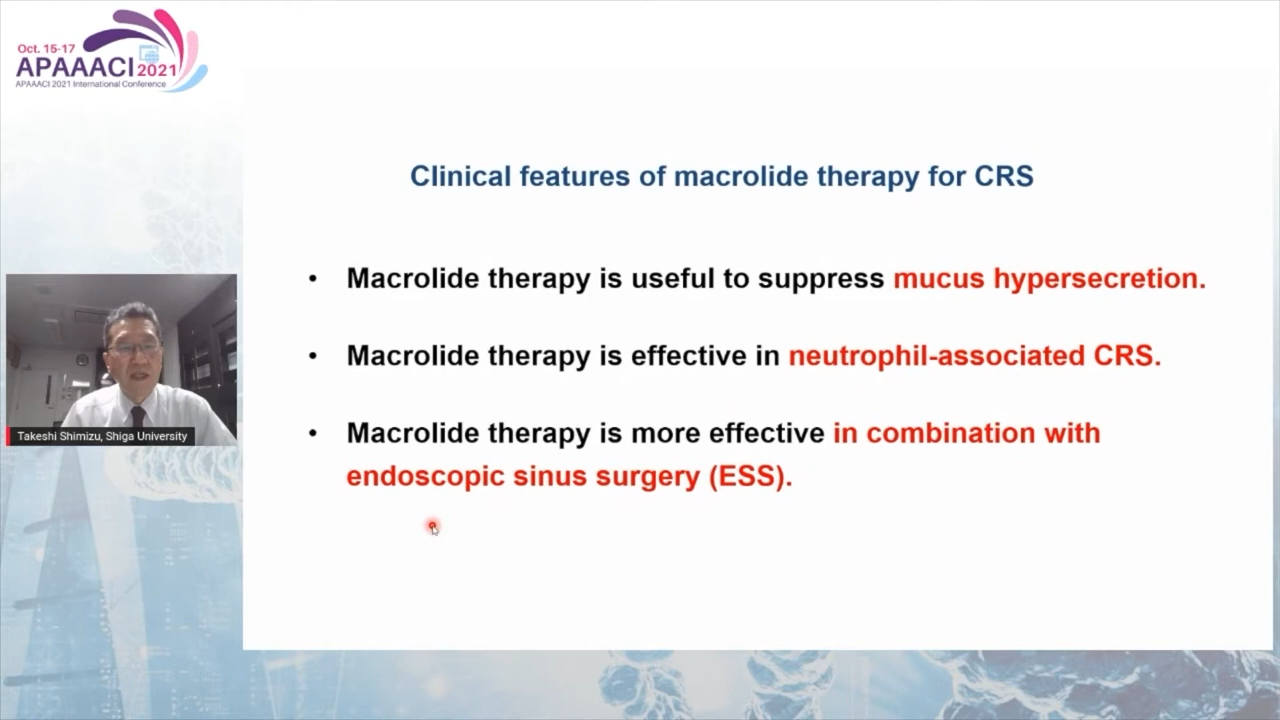 Oct. 15-17
APAAACI 2021
APAAACI 2021 International Conference
Clinical features of macrolide therapy for CRS
• Macrolide therapy is useful to suppress mucus hypersecretion.
• Macrolide therapy is effective in neutrophil-associated CRS.
• Macrolide therapy is more effective in combination with
endoscopic sinus surgery (ESS).
Takeshi Shimizu, Shiga University